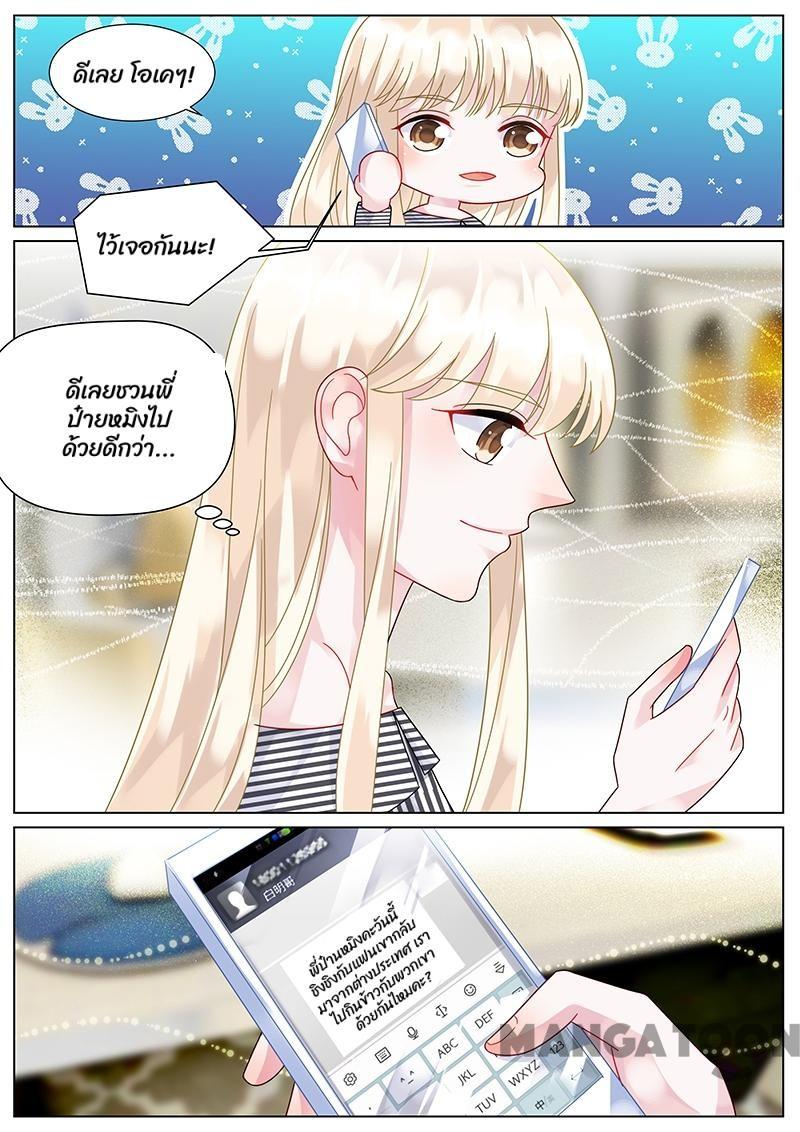 ดีเลย โอเคๆ!
ไว้เจอกันนะ!
ดีเลยชวนพี่
ป๋ายหมิงไป
ด้วยดีกว่า...
白明哥
พี่ป๋านหมิงคะวันนี้
ซิงซิงกับแฟนเขากลับ
มาจากต่างประเทศ เรา
ไปกินข้าวกับพวกเขา
ด้วยกันไหมคะ?
ABC
DEF
^_^
JKL
TUV
WXYZ
123
中
MANGATOON